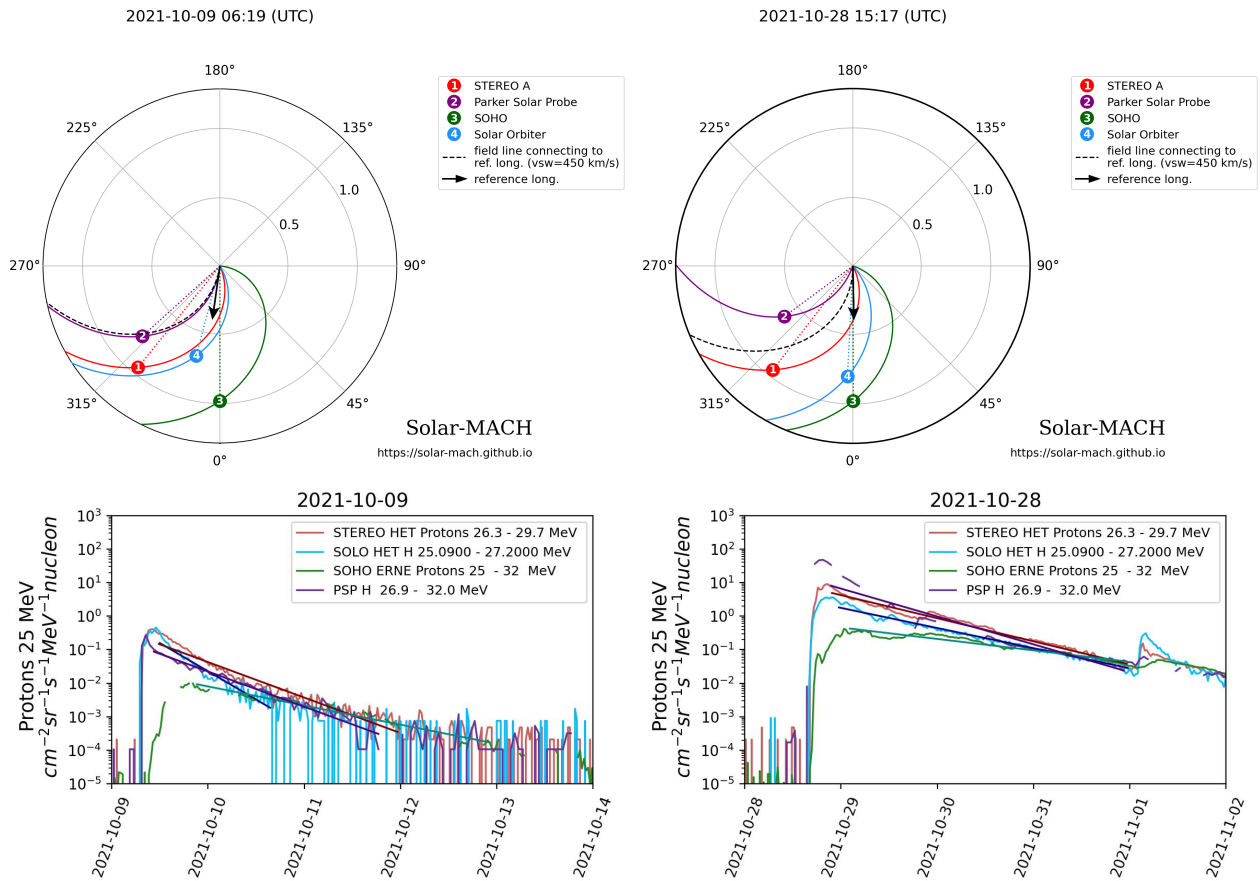 2021-10-09 06:19 (UTC)
180°
225°
135°
1.0
0.5
270°
90°
2
1
4
3
315°
45°
0°
1 STEREO A
2 Parker Solar Probe
3 SOHO
4 Solar Orbiter
field line connecting to
ref. long. (vsw=450 km/s)
reference long.
Solar-MACH
https://solar-mach.github.io
2021-10-28 15:17 (UTC)
180°
225°
135°
1.0
0.5
270°
90°
2
1
4
3
315°
45°
0°
1 STEREO A
2 Parker Solar Probe
3 SOHO
4 Solar Orbiter
field line connecting to
ref. long. (vsw=450 km/s)
reference long.
Solar-MACH
https://solar-mach.github.io
2021-10-09
Protons 25 MeV
cm⁻²sr⁻¹s⁻¹MeV⁻¹nucleon
10³
10²
10¹
10⁰
10⁻¹
10⁻²
10⁻³
10⁻⁴
10⁻⁵
STEREO HET Protons 26.3 - 29.7 MeV
SOLO HET H 25.0900 - 27.2000 MeV
SOHO ERNE Protons 25 - 32 MeV
PSP H 26.9 - 32.0 MeV
2021-10-09
2021-10-10
2021-10-11
2021-10-12
2021-10-13
2021-10-14
2021-10-28
Protons 25 MeV
cm⁻²sr⁻¹s⁻¹MeV⁻¹nucleon
10³
10²
10¹
10⁰
10⁻¹
10⁻²
10⁻³
10⁻⁴
10⁻⁵
STEREO HET Protons 26.3 - 29.7 MeV
SOLO HET H 25.0900 - 27.2000 MeV
SOHO ERNE Protons 25 - 32 MeV
PSP H 26.9 - 32.0 MeV
2021-10-28
2021-10-29
2021-10-30
2021-10-31
2021-11-01
2021-11-02